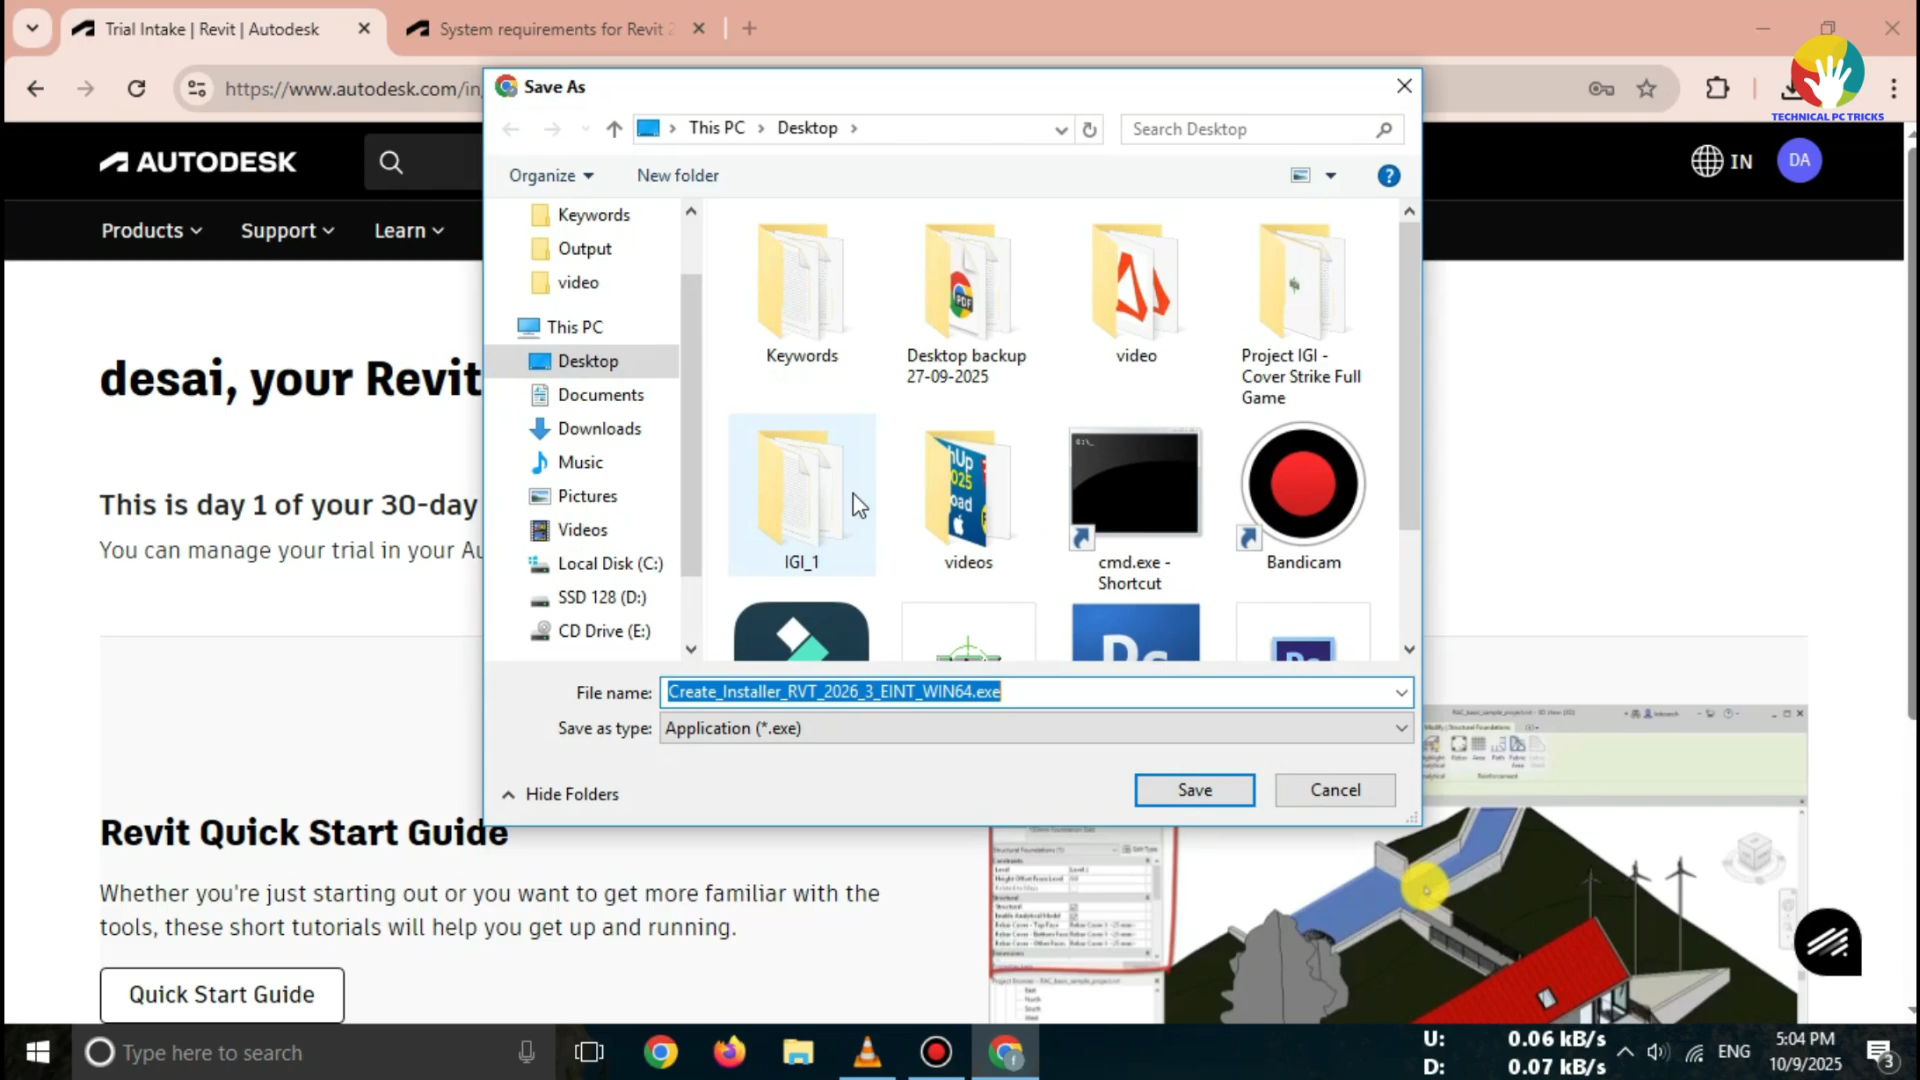 Trial Intake | Revit | Autodesk
System requirements for Revit 2
https://www.autodesk.com/in
TECHNICAL PC TRICKS
Save As
This PC
Desktop
Search Desktop
Organize
New folder
AUTODESK
IN
DA
Products
Support
Learn
Keywords
Output
video
This PC
Desktop
Documents
Downloads
Music
Pictures
Videos
Local Disk (C:)
SSD 128 (D:)
CD Drive (E:)
Keywords
Desktop backup
27-09-2025
video
Project IGI -
Cover Strike Full
Game
IGI_1
videos
cmd.exe -
Shortcut
Bandicam
File name:
Create_Installer_RVT_2026_3_EINT_WIN64.exe
Save as type:
Application (*.exe)
Hide Folders
Save
Cancel
desai, your Revit
This is day 1 of your 30-day
You can manage your trial in your Au
Revit Quick Start Guide
Whether you're just starting out or you want to get more familiar with the
tools, these short tutorials will help you get up and running.
Quick Start Guide
Type here to search
U:
0.06 kB/s
D:
0.07 kB/s
ENG
5:04 PM
10/9/2025
3